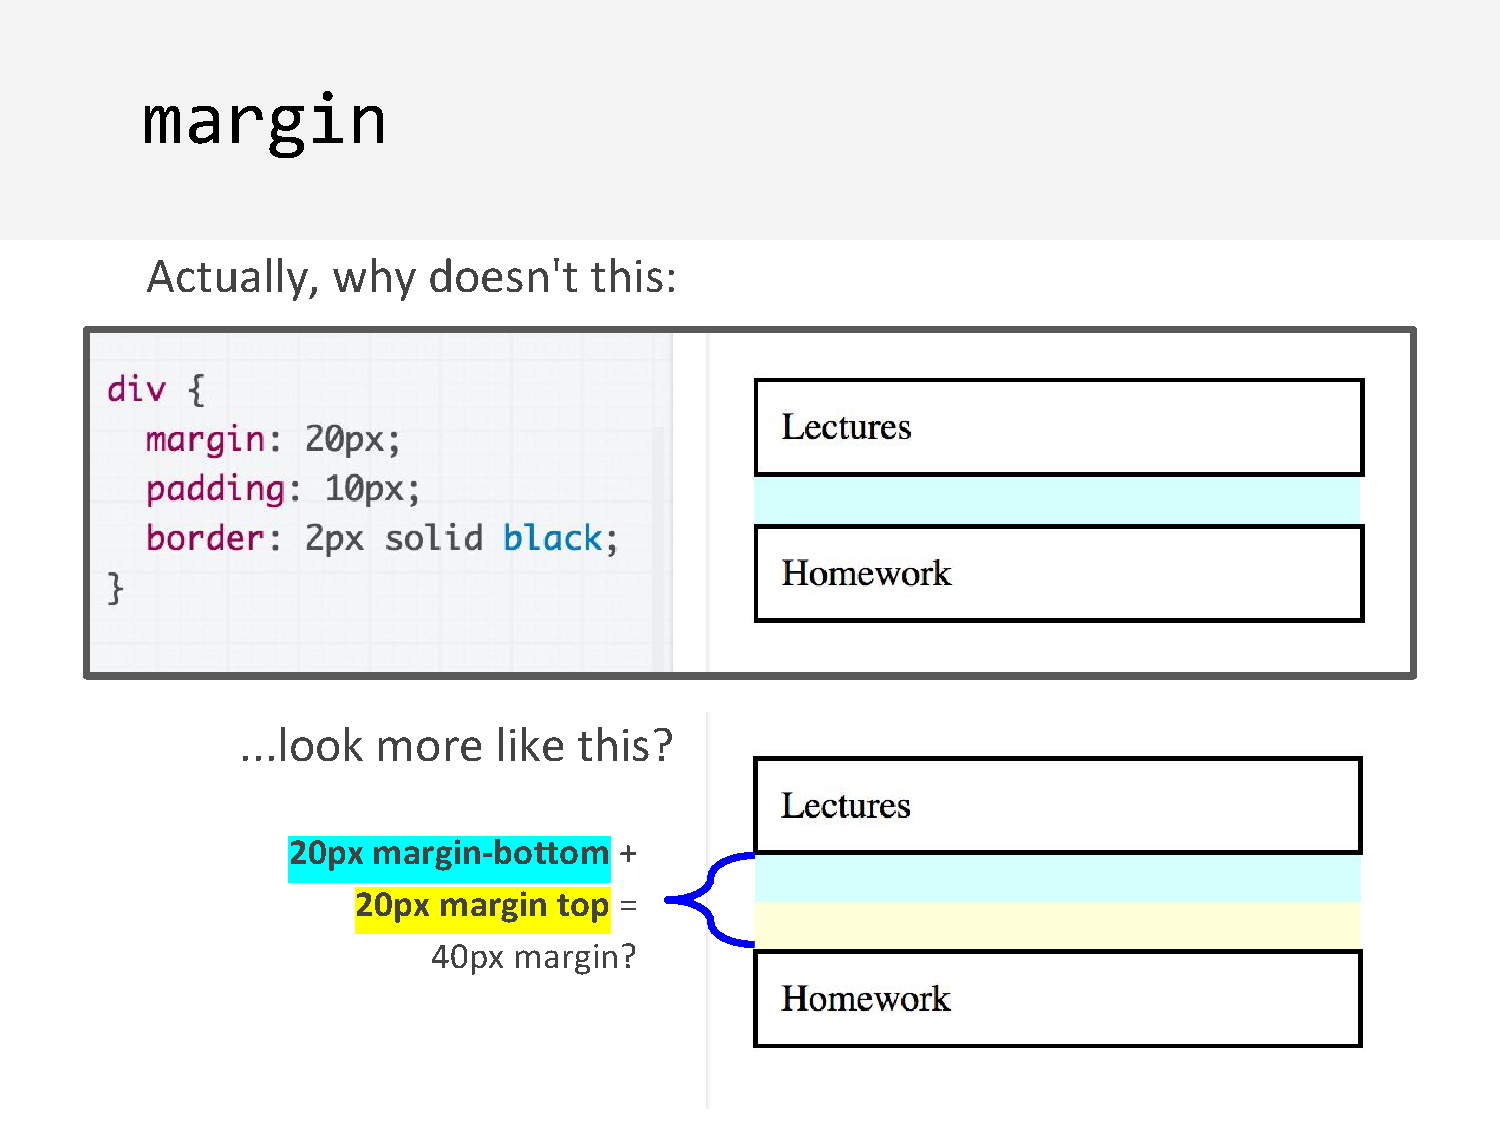 margin
Actually, why doesn't this:
div {
margin: 20px;
padding: 10px;
border: 2px solid black;
}
Lectures
Homework
...look more like this?
20px margin-bottom +
20px margin top =
40px margin?
Lectures
Homework